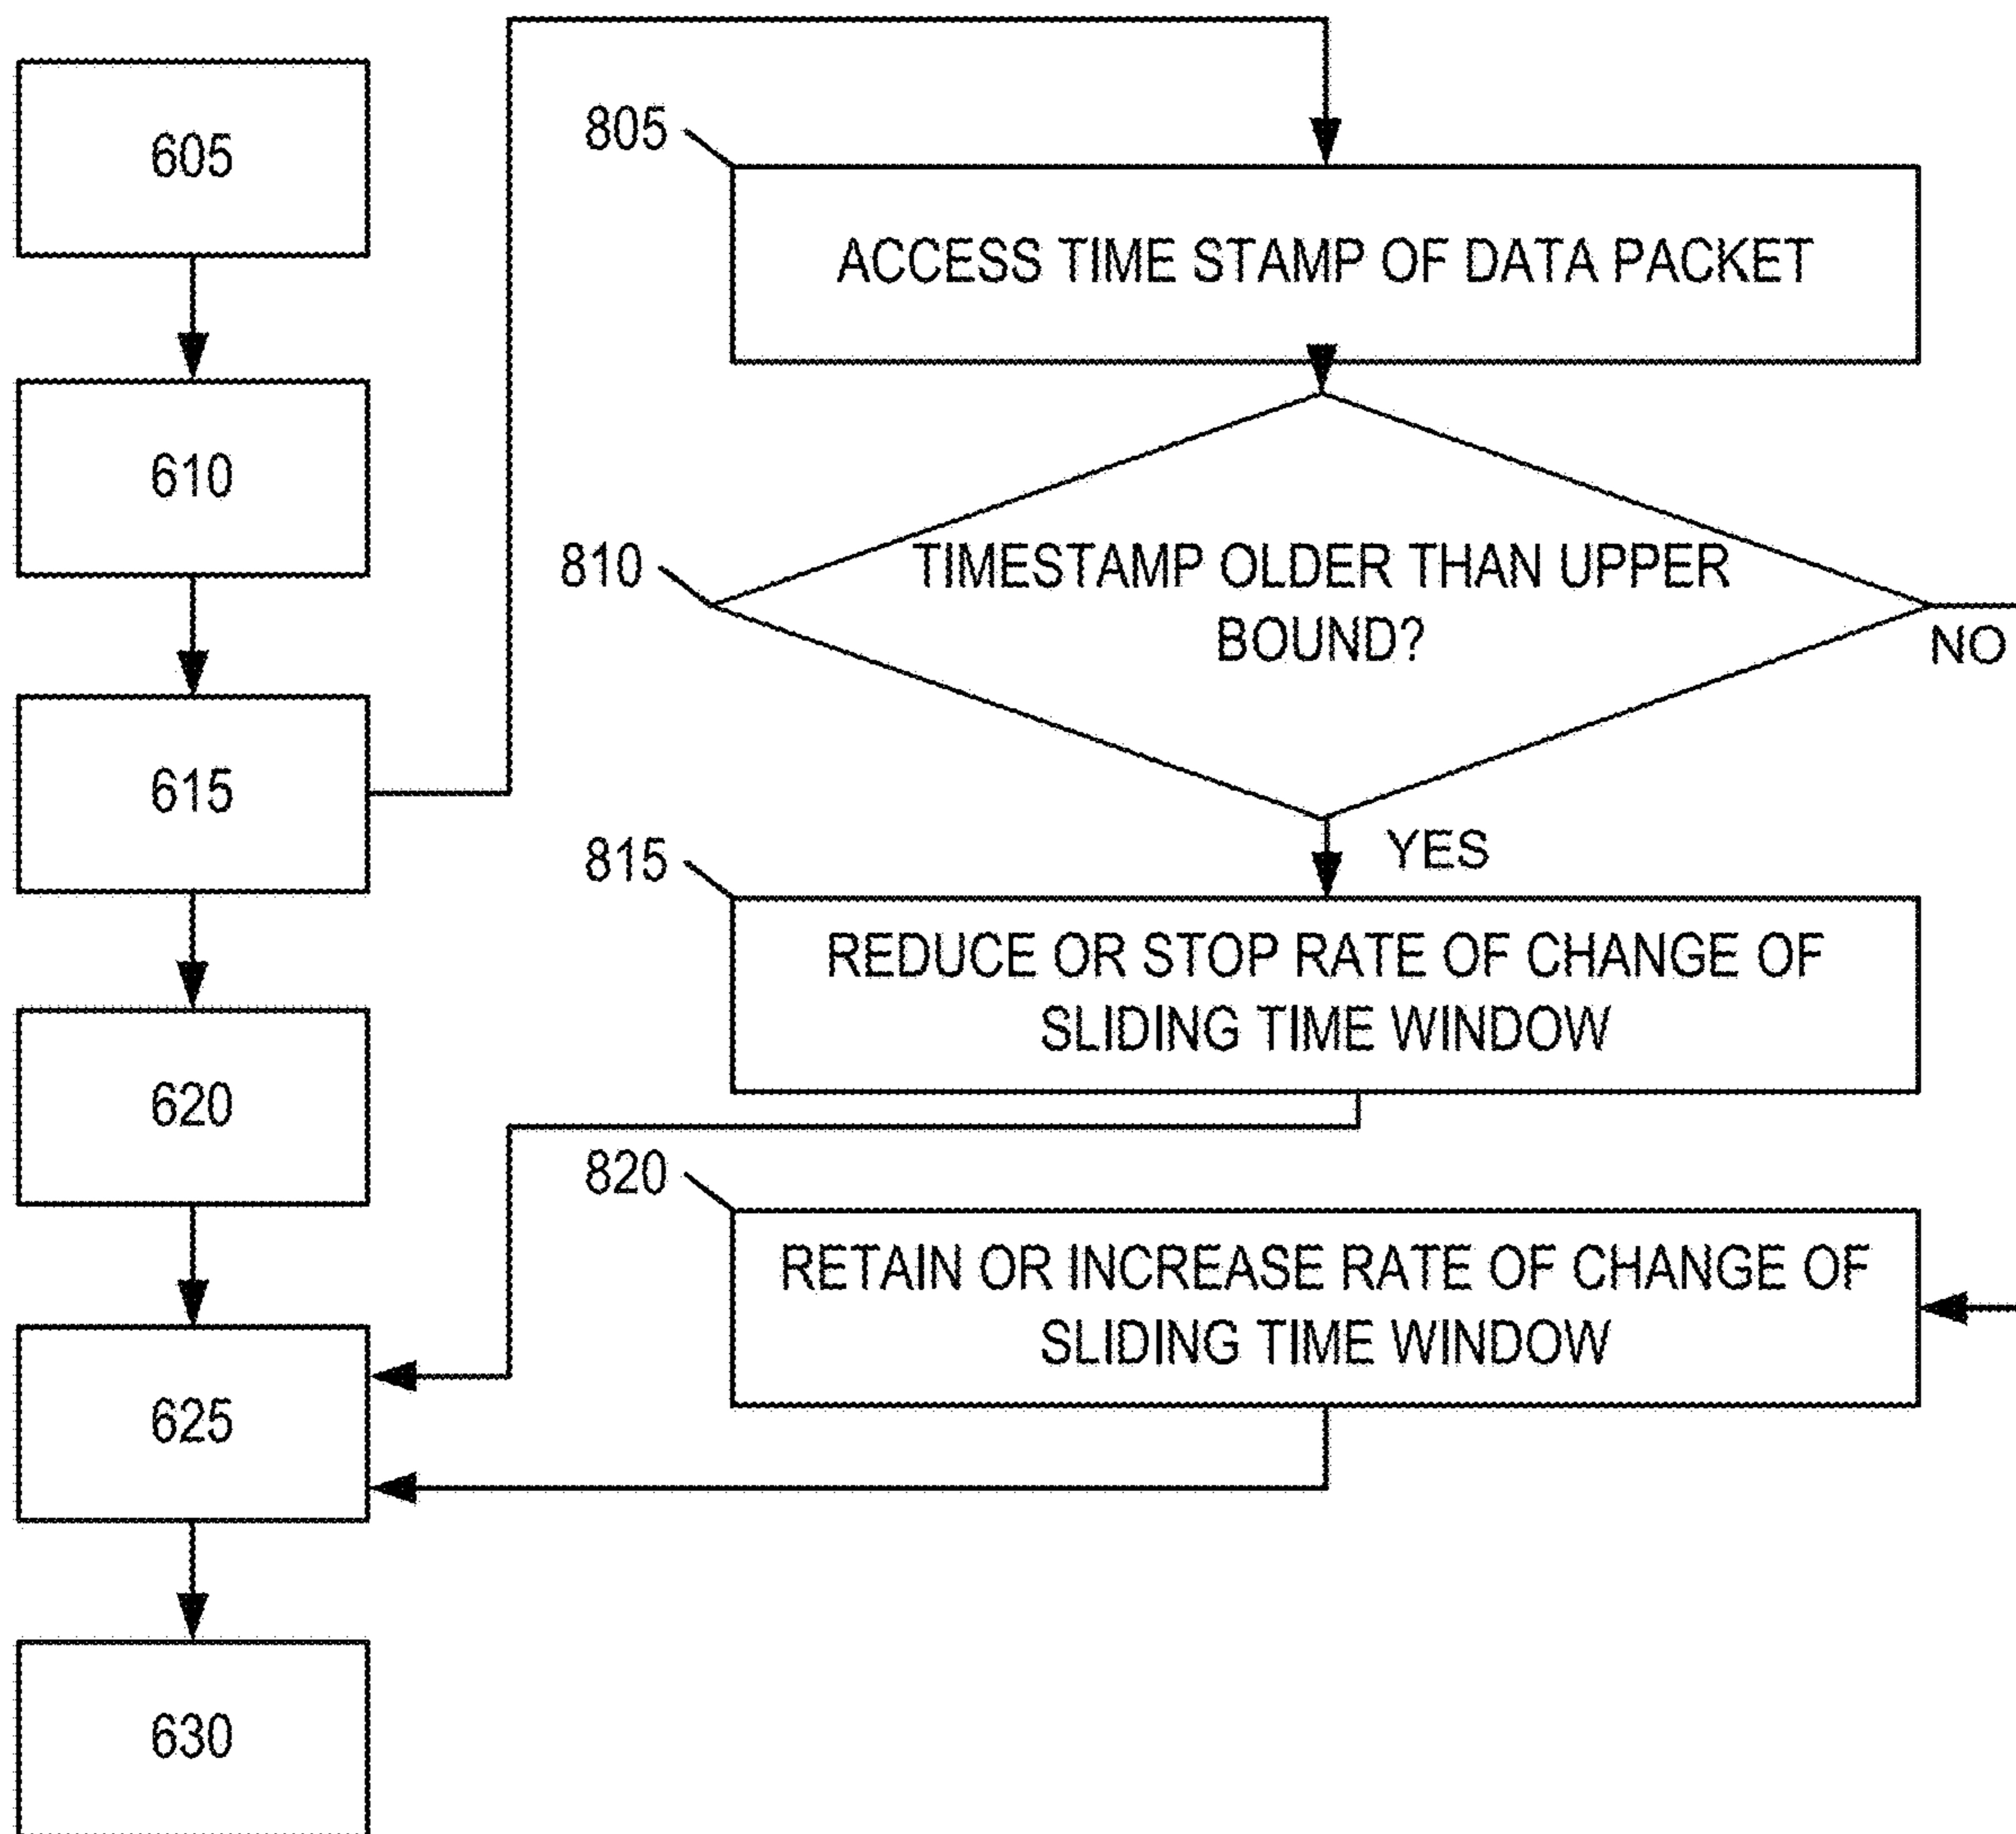 605
610
615
620
625
630
805
ACCESS TIME STAMP OF DATA PACKET
810
TIMESTAMP OLDER THAN UPPER
BOUND?
NO
YES
815
REDUCE OR STOP RATE OF CHANGE OF
SLIDING TIME WINDOW
820
RETAIN OR INCREASE RATE OF CHANGE OF
SLIDING TIME WINDOW